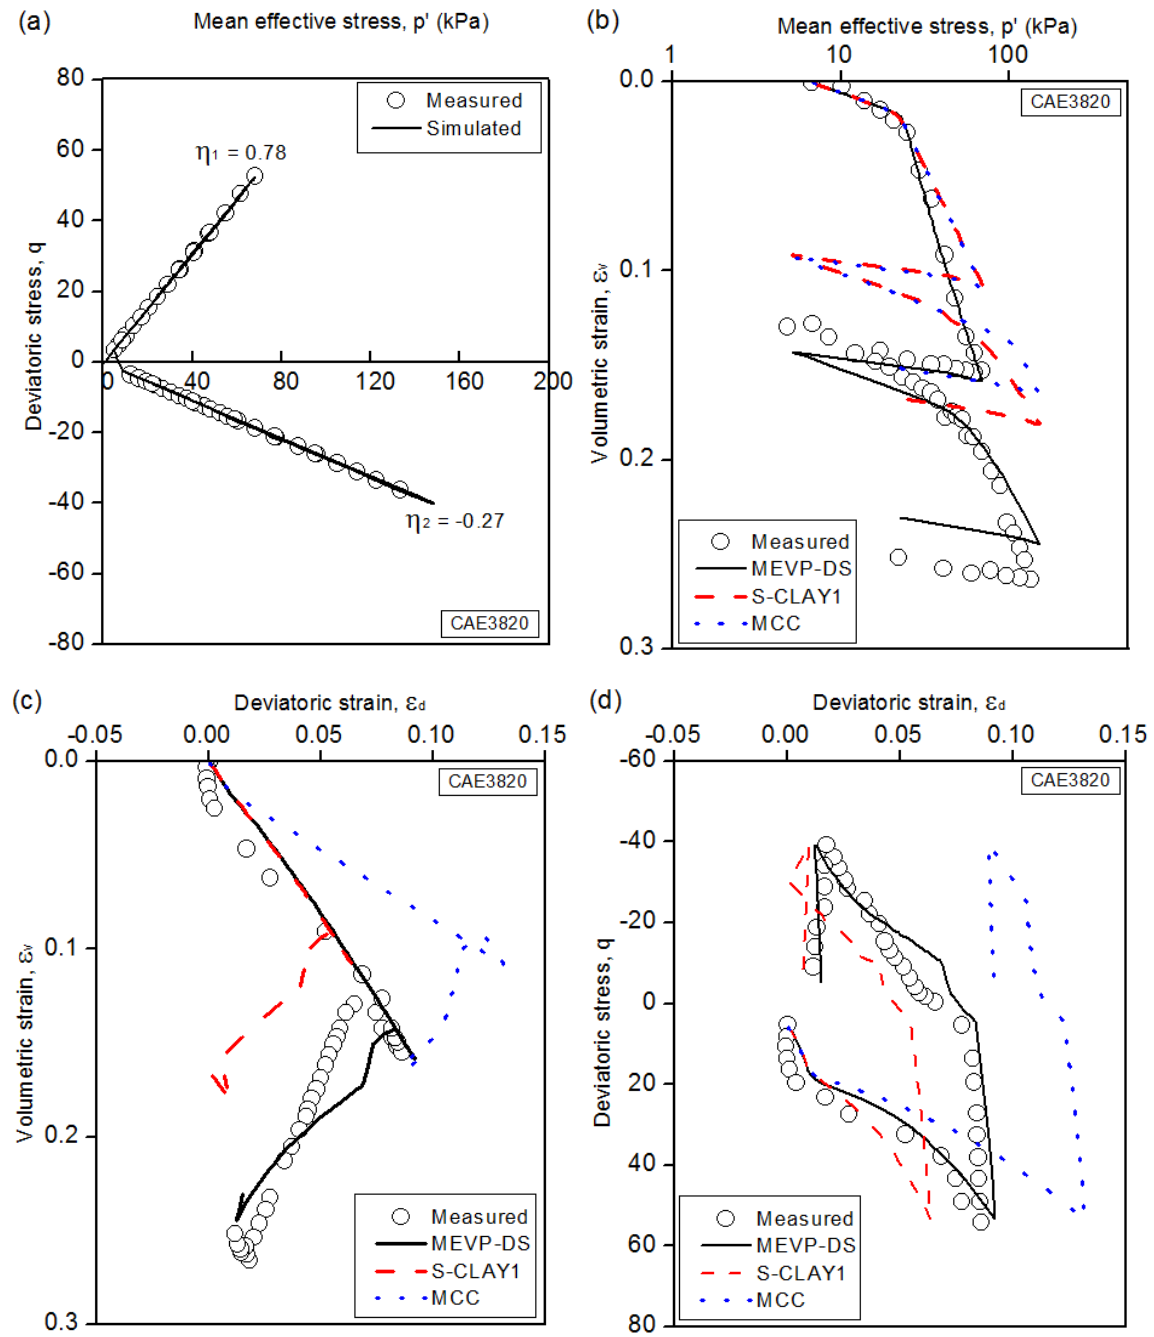 (a)
Mean effective stress, p' (kPa)
80
60
40
20
0
-20
-40
-60
-80
0 40 80 120 160 200
Deviatoric stress, q
Measured
Simulated
η1 = 0.78
η2 = -0.27
CAE3820
(b)
Mean effective stress, p' (kPa)
1 10 100
0.0
0.1
0.2
0.3
Volumetric strain, εv
CAE3820
Measured
MEVP-DS
S-CLAY1
MCC
(c)
Deviatoric strain, εd
-0.05 0.00 0.05 0.10 0.15
0.0
0.1
0.2
0.3
Volumetric strain, εv
CAE3820
Measured
MEVP-DS
S-CLAY1
MCC
(d)
Deviatoric strain, εd
-0.05 0.00 0.05 0.10 0.15
-60
-40
-20
0
20
40
60
80
Deviatoric stress, q
CAE3820
Measured
MEVP-DS
S-CLAY1
MCC